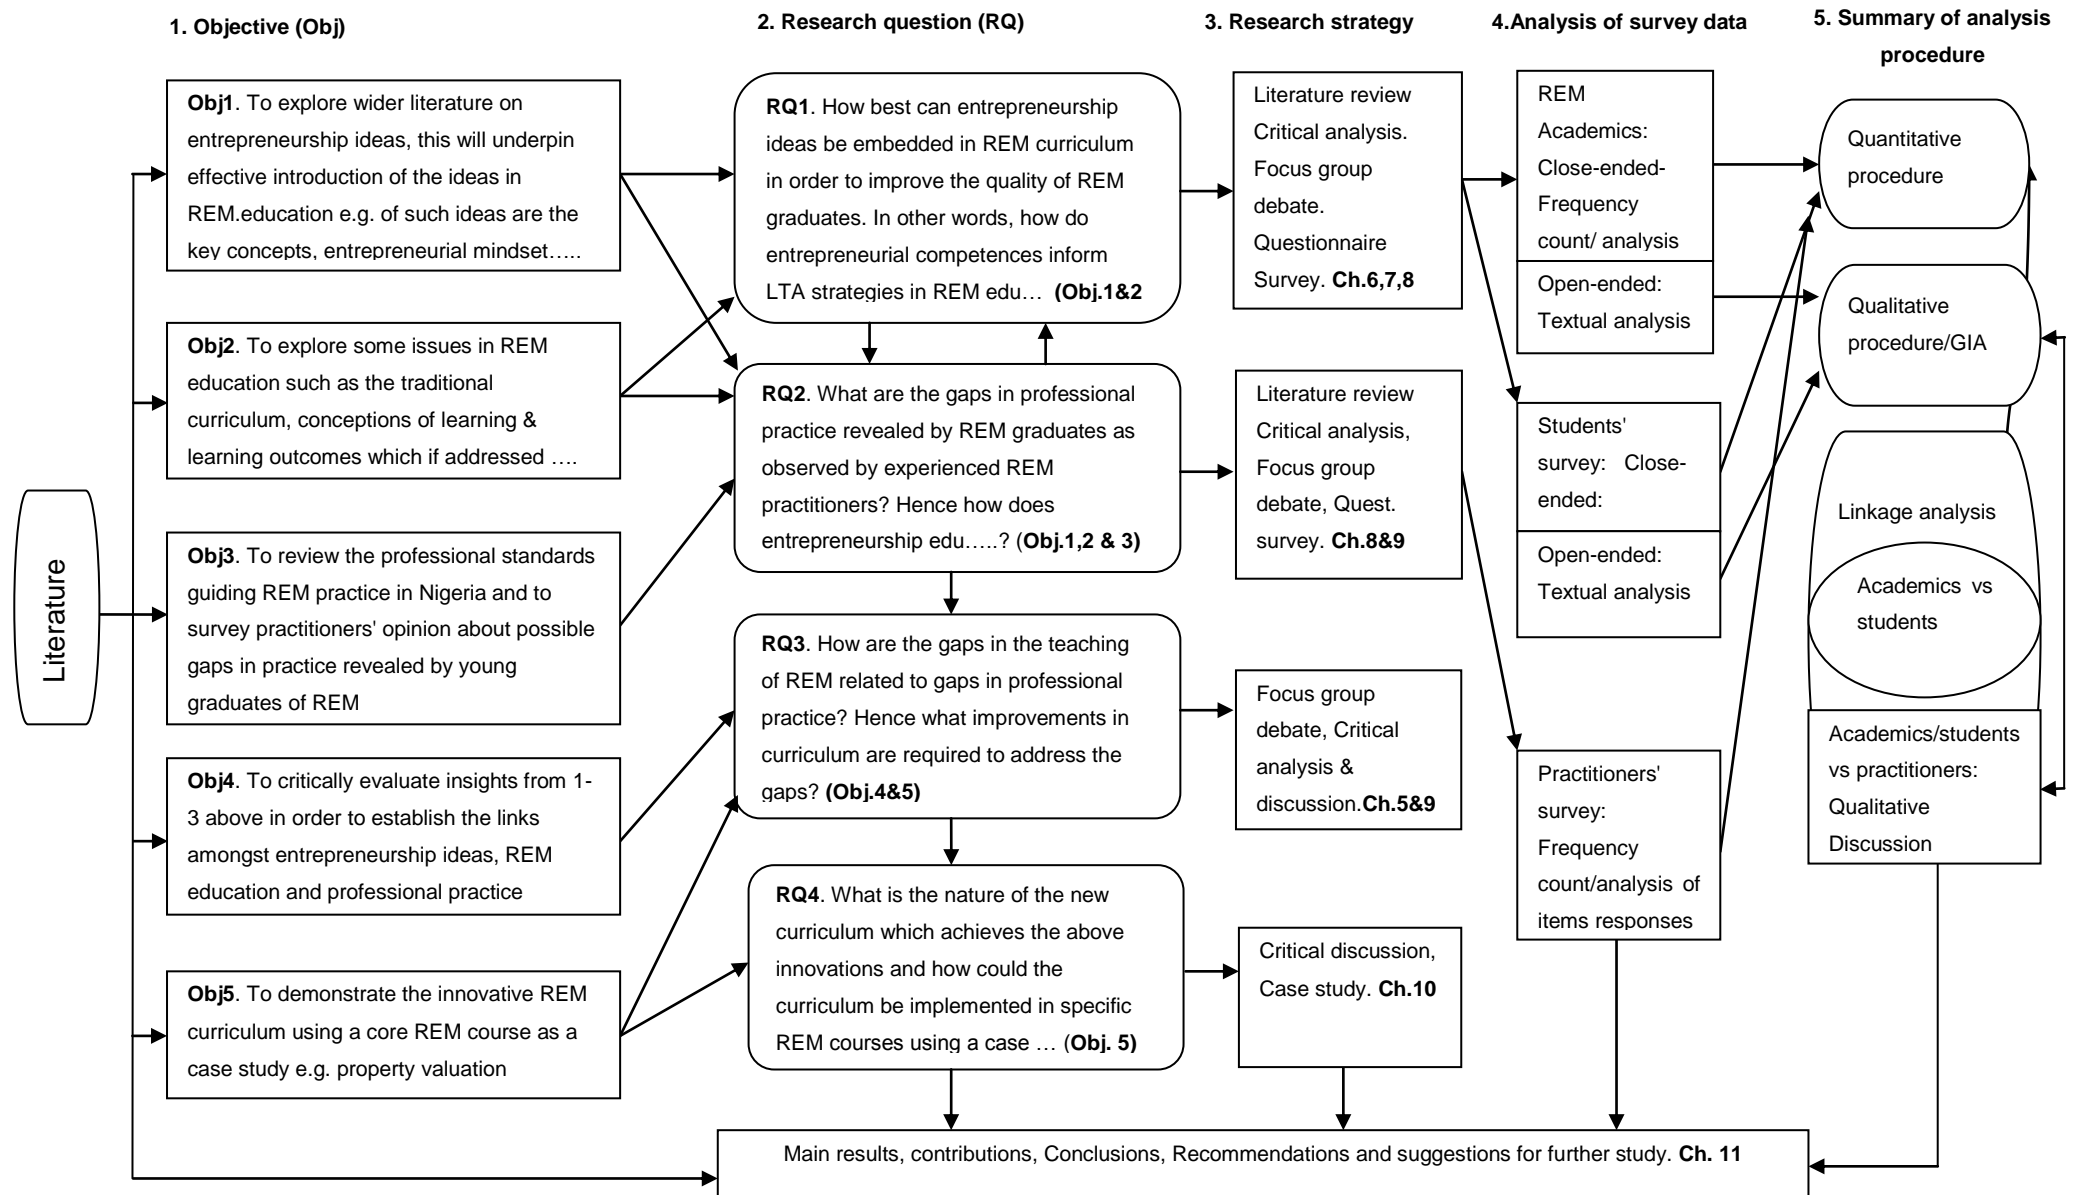 1. Objective (Obj)
2. Research question (RQ)
3. Research strategy
4.Analysis of survey data
5. Summary of analysis
procedure
Literature
Obj1. To explore wider literature on
entrepreneurship ideas, this will underpin
effective introduction of the ideas in
REM.education e.g. of such ideas are the
key concepts, entrepreneurial mindset…..
Obj2. To explore some issues in REM
education such as the traditional
curriculum, conceptions of learning &
learning outcomes which if addressed ….
Obj3. To review the professional standards
guiding REM practice in Nigeria and to
survey practitioners' opinion about possible
gaps in practice revealed by young
graduates of REM
Obj4. To critically evaluate insights from 1-
3 above in order to establish the links
amongst entrepreneurship ideas, REM
education and professional practice
Obj5. To demonstrate the innovative REM
curriculum using a core REM course as a
case study e.g. property valuation
RQ1. How best can entrepreneurship
ideas be embedded in REM curriculum
in order to improve the quality of REM
graduates. In other words, how do
entrepreneurial competences inform
LTA strategies in REM edu… (Obj.1&2
RQ2. What are the gaps in professional
practice revealed by REM graduates as
observed by experienced REM
practitioners? Hence how does
entrepreneurship edu…..? (Obj.1,2 & 3)
RQ3. How are the gaps in the teaching
of REM related to gaps in professional
practice? Hence what improvements in
curriculum are required to address the
gaps? (Obj.4&5)
RQ4. What is the nature of the new
curriculum which achieves the above
innovations and how could the
curriculum be implemented in specific
REM courses using a case … (Obj. 5)
Literature review
Critical analysis.
Focus group
debate.
Questionnaire
Survey. Ch.6,7,8
Literature review
Critical analysis,
Focus group
debate, Quest.
survey. Ch.8&9
Focus group
debate, Critical
analysis &
discussion.Ch.5&9
Critical discussion,
Case study. Ch.10
REM
Academics:
Close-ended-
Frequency
count/ analysis
Open-ended:
Textual analysis
Students'
survey: Close-
ended:
Open-ended:
Textual analysis
Practitioners'
survey:
Frequency
count/analysis of
items responses
Quantitative
procedure
Qualitative
procedure/GIA
Linkage analysis
Academics vs
students
Academics/students
vs practitioners:
Qualitative
Discussion
Main results, contributions, Conclusions, Recommendations and suggestions for further study. Ch. 11